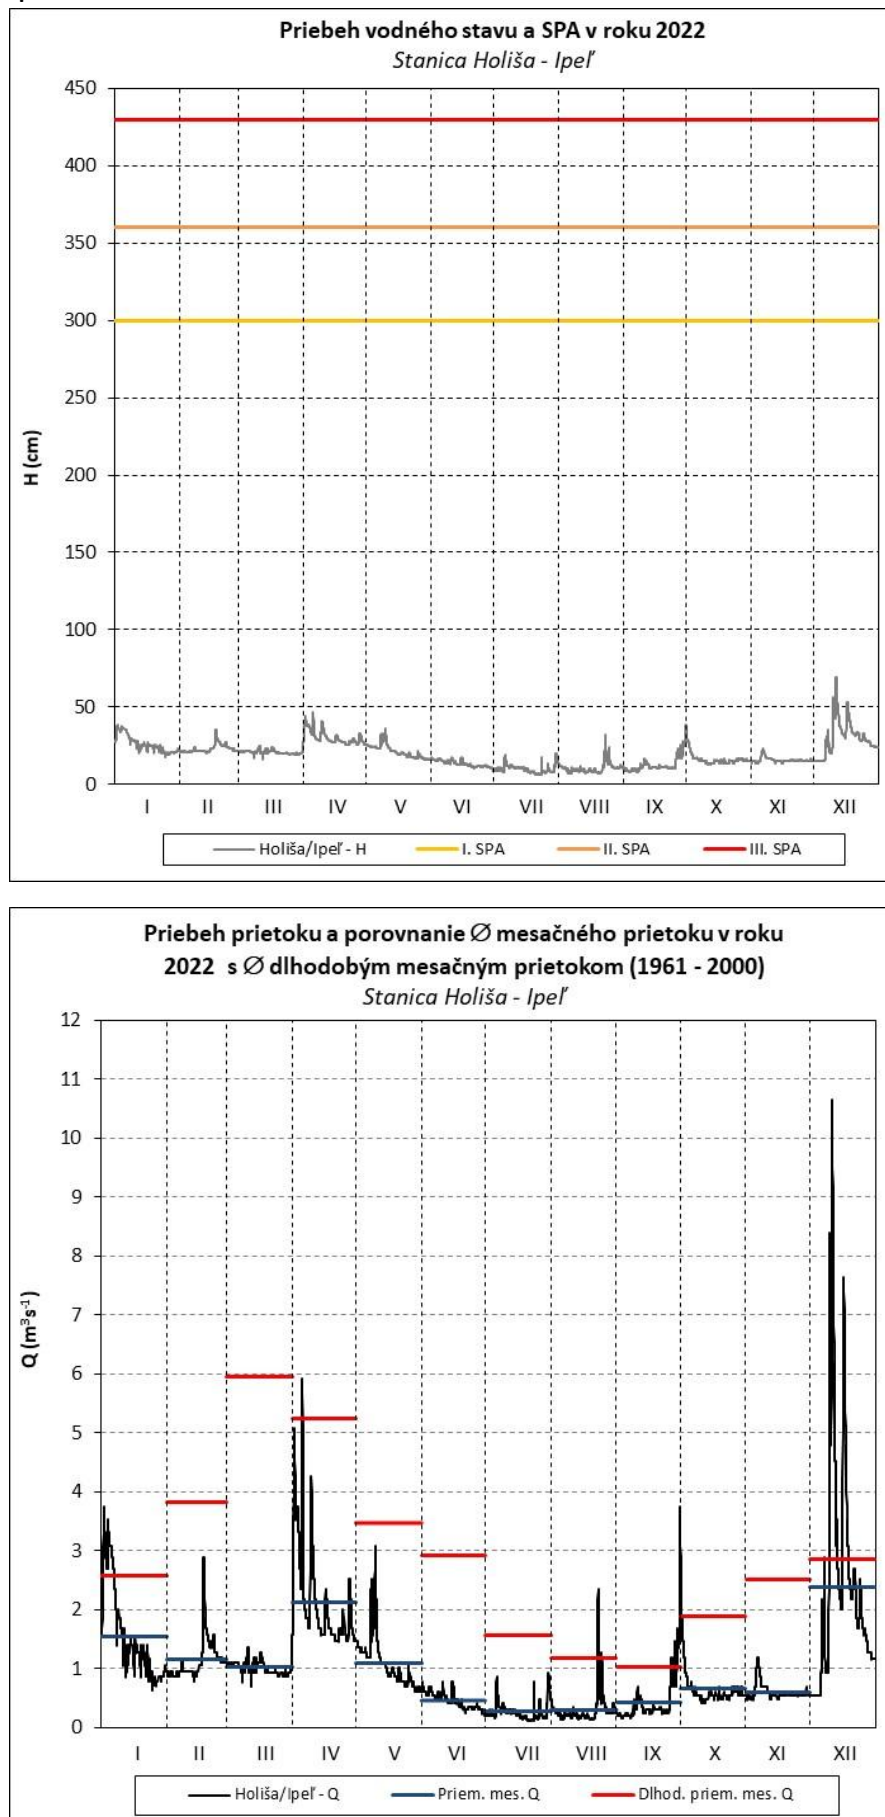 Priebeh vodného stavu a SPA v roku 2022
Stanica Holiša - Ipeľ
450
400
350
300
250
200
150
100
50
0
H (cm)
I II III IV V VI VII VIII IX X XI XII
Holiša/Ipeľ - H I. SPA II. SPA III. SPA
Priebeh prietoku a porovnanie Ø mesačného prietoku v roku
2022 s Ø dlhodobým mesačným prietokom (1961 - 2000)
Stanica Holiša - Ipeľ
12
11
10
9
8
7
6
5
4
3
2
1
0
Q (m³s⁻¹)
I II III IV V VI VII VIII IX X XI XII
Holiša/Ipeľ - Q Priem. mes. Q Dlhod. priem. mes. Q